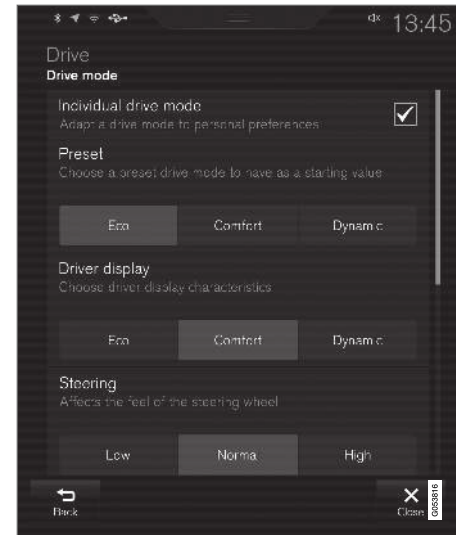 13:45
Drive
Drive mode
Individual drive mode
Adapt a drive mode to personal preferences
Preset
Choose a preset drive mode to have as a starting value
Eco Comfort Dynamic
Driver display
Choose driver display characteristics
Eco Comfort Dynamic
Steering
Affects the feel of the steering wheel
Low Normal High
Back Close
G053816